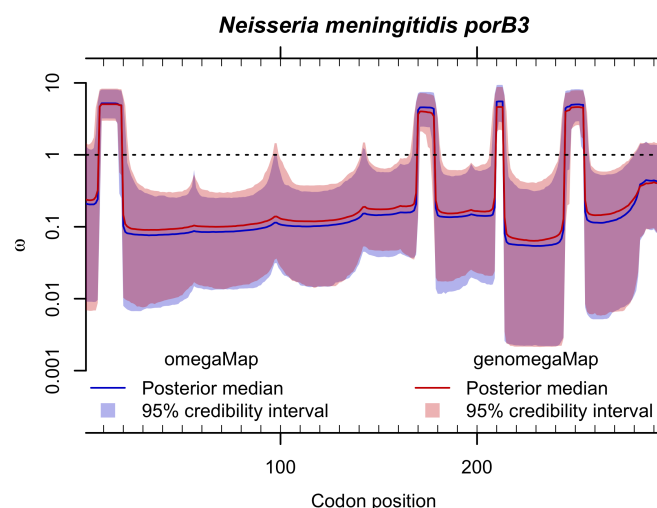 Neisseria meningitidis porB3
10
1
0.1
0.01
0.001
ω
omegaMap genomegaMap
Posterior median Posterior median
95% credibility interval 95% credibility interval
100 200
Codon position